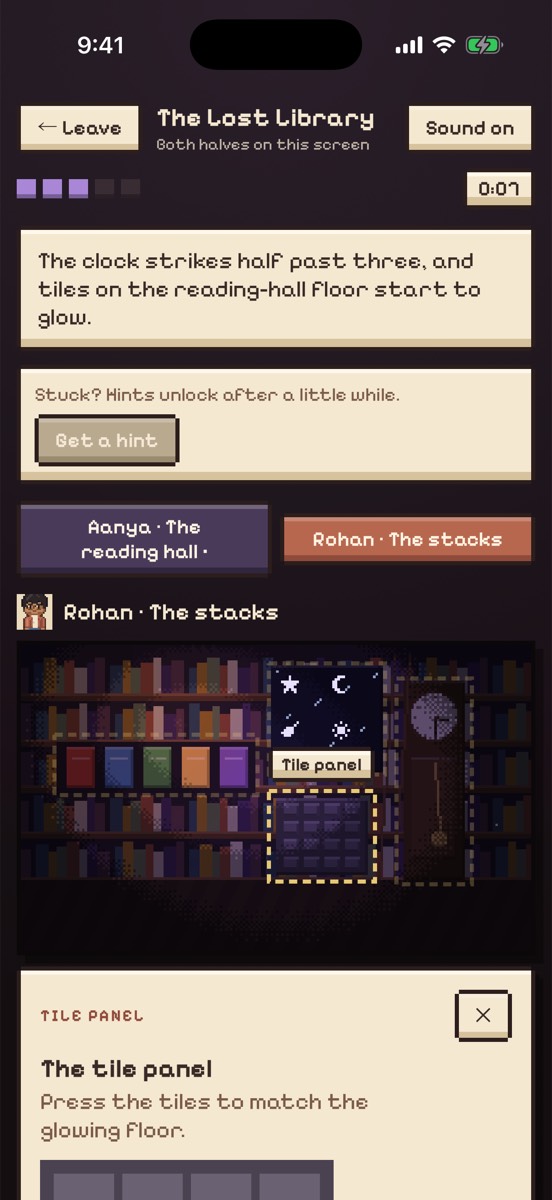 9:41
← Leave
The Lost Library
Both halves on this screen
Sound on
0:07
The clock strikes half past three, and
tiles on the reading-hall floor start to
glow.
Stuck? Hints unlock after a little while.
Get a hint
Aanya · The
reading hall ·
Rohan · The stacks
Rohan · The stacks
Tile panel
TILE PANEL
The tile panel
Press the tiles to match the
glowing floor.